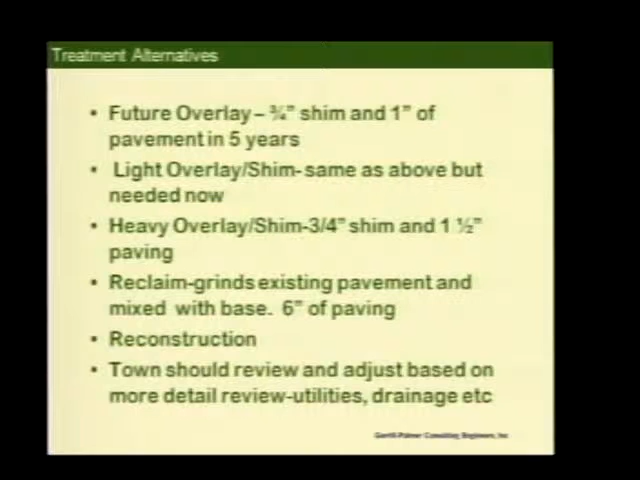 Treatment Alternatives
• Future Overlay – ¾” shim and 1” of
pavement in 5 years
• Light Overlay/Shim- same as above but
needed now
• Heavy Overlay/Shim-3/4” shim and 1 ½”
paving
• Reclaim-grinds existing pavement and
mixed with base. 6” of paving
• Reconstruction
• Town should review and adjust based on
more detail review-utilities, drainage etc
Gorrill-Palmer Consulting Engineers, Inc